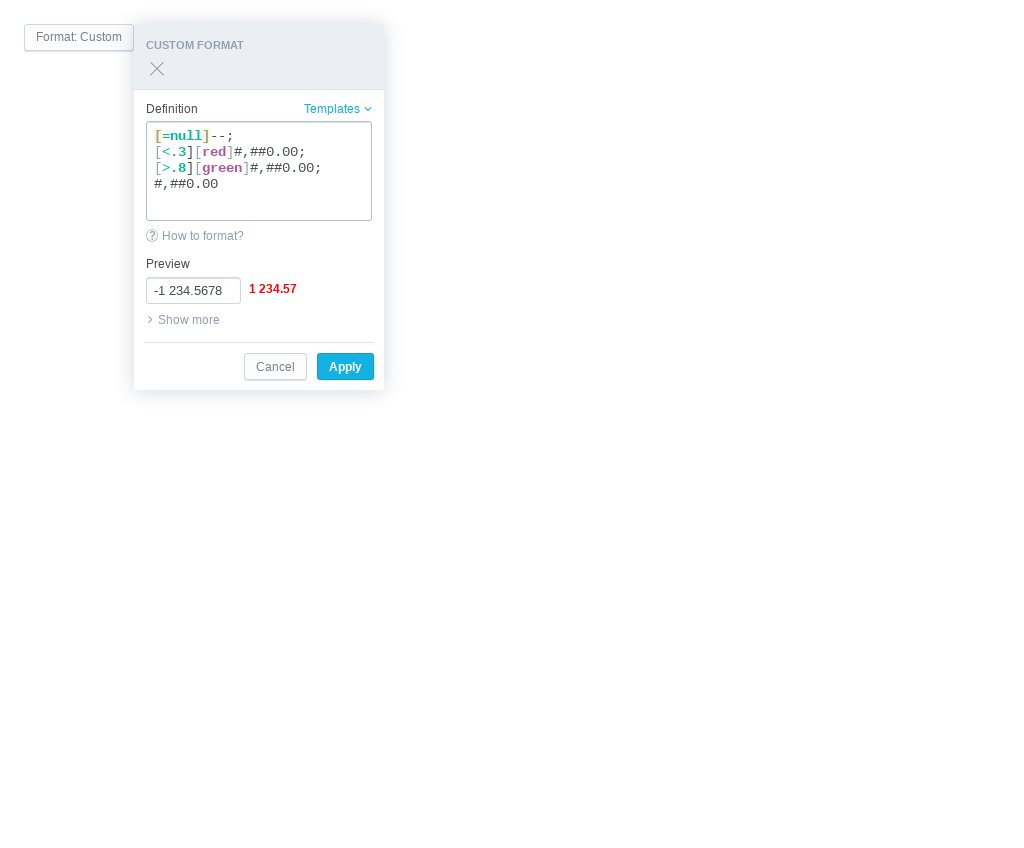 Format: Custom
CUSTOM FORMAT
Definition
Templates
[=null]--;
[<.3][red]#,##0.00;
[>.8][green]#,##0.00;
#,##0.00
How to format?
Preview
-1 234.5678
1 234.57
Show more
Cancel
Apply